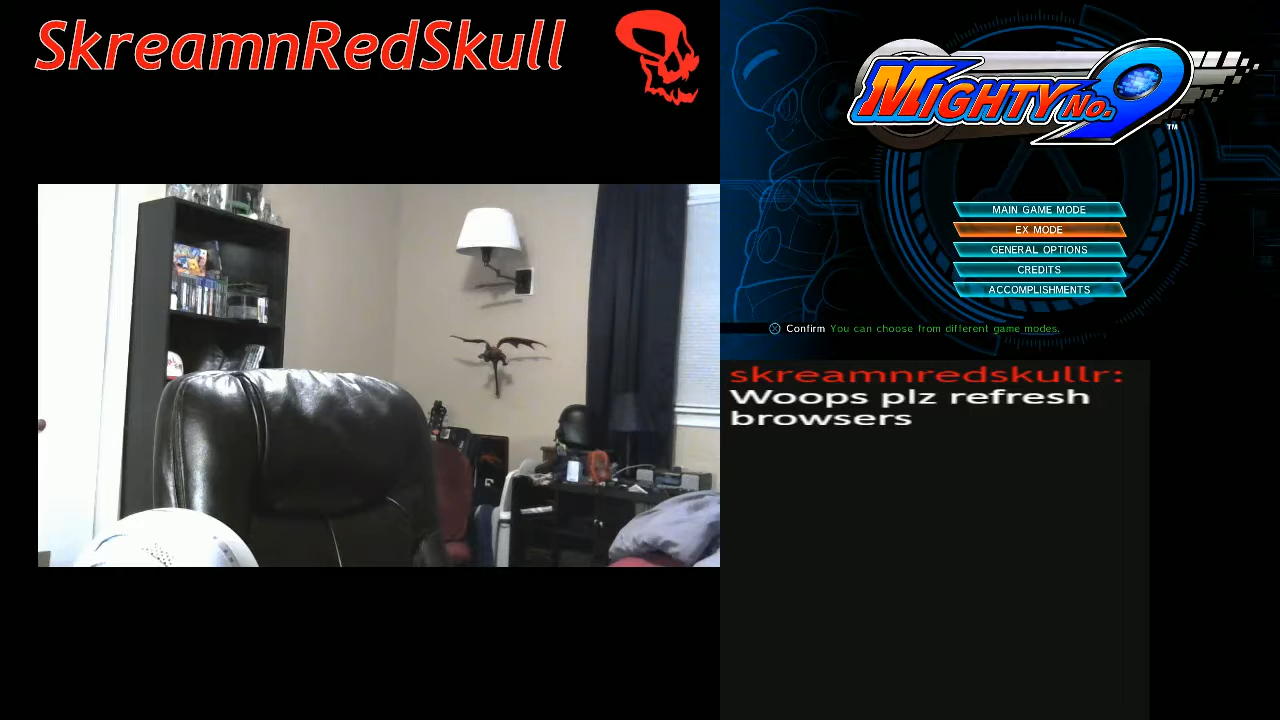 SkreamnRedSkull
MIGHTY No. 9
TM
MAIN GAME MODE
EX MODE
GENERAL OPTIONS
CREDITS
ACCOMPLISHMENTS
Confirm You can choose from different game modes.
skreamnredskullr:
Woops plz refresh
browsers